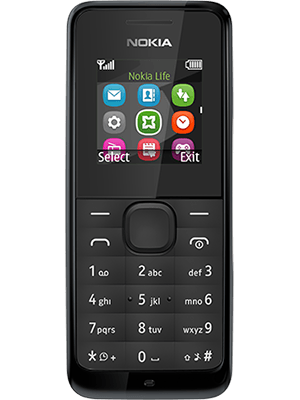 NOKIA
Nokia Life
Select Exit
1 2 abc def 3
4 ghi 5 jkl mno 6
7 pqrs 8 tuv wxyz 9
* + 0 #